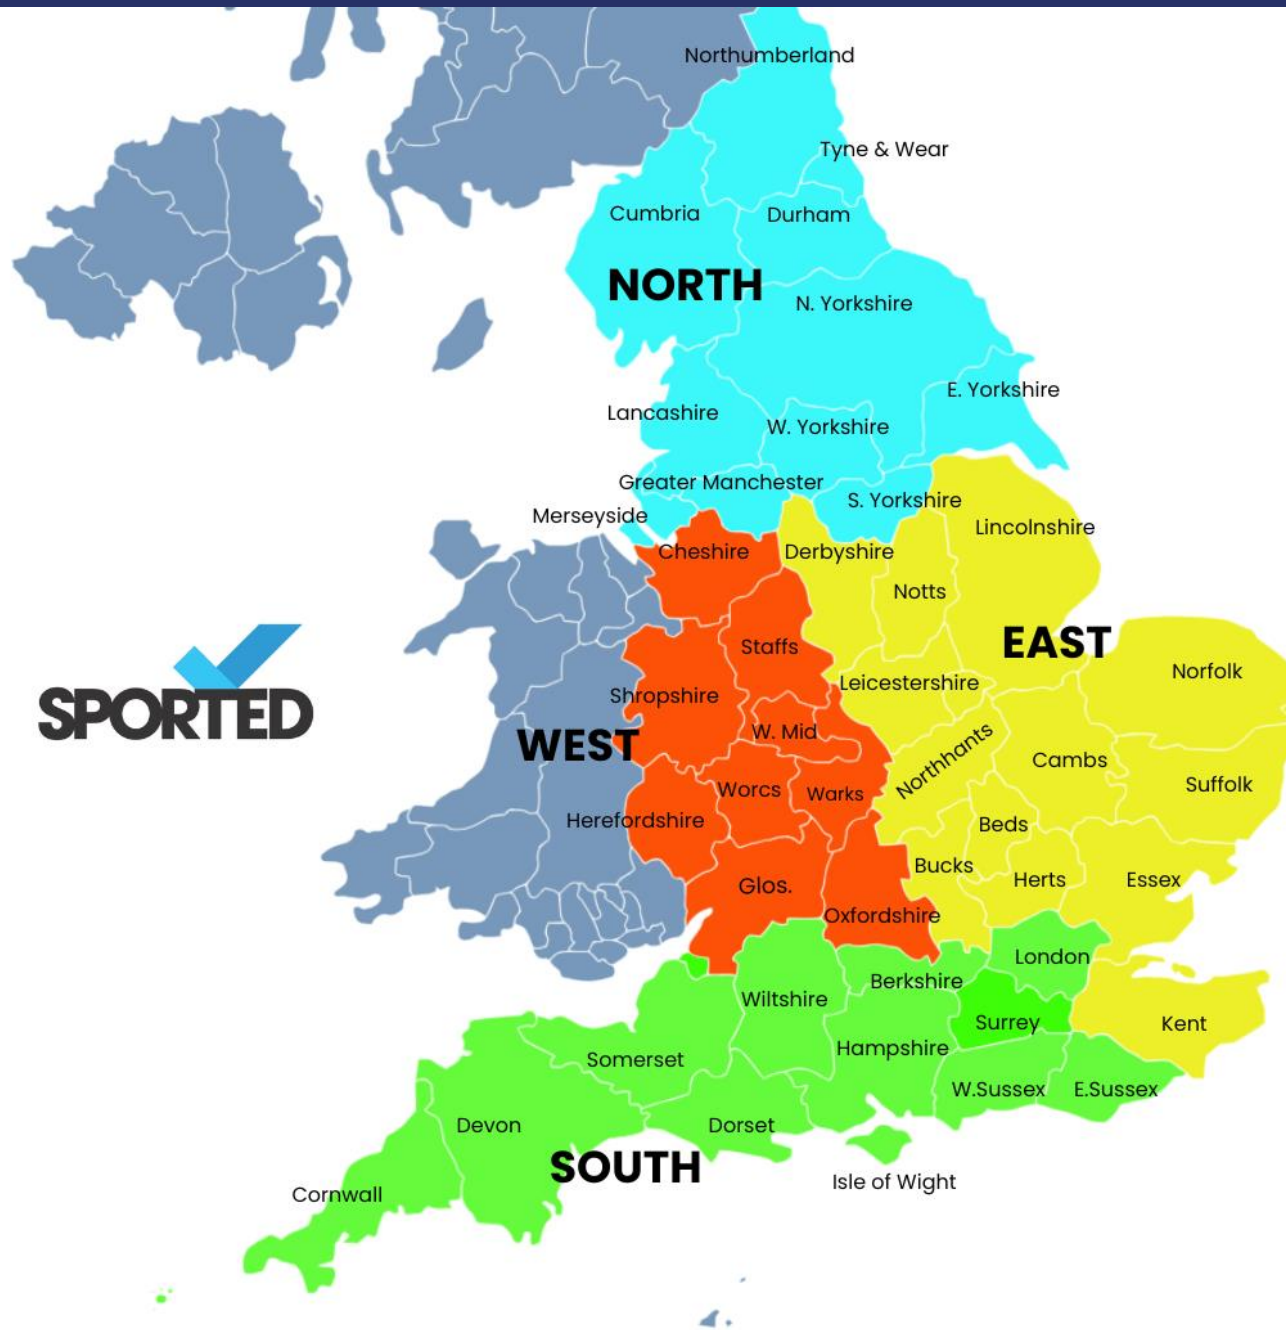 Northumberland
Tyne & Wear
Cumbria
Durham
NORTH
N. Yorkshire
E. Yorkshire
Lancashire
W. Yorkshire
Greater Manchester
S. Yorkshire
Merseyside
Lincolnshire
Cheshire
Derbyshire
Notts
EAST
Staffs
Norfolk
Leicestershire
Shropshire
SPORTED
W. Mid
WEST
Northhants
Cambs
Suffolk
Worcs
Warks
Herefordshire
Beds
Bucks
Herts
Essex
Glos.
Oxfordshire
London
Berkshire
Wiltshire
Surrey
Kent
Hampshire
Somerset
W.Sussex
E.Sussex
Devon
Dorset
SOUTH
Isle of Wight
Cornwall